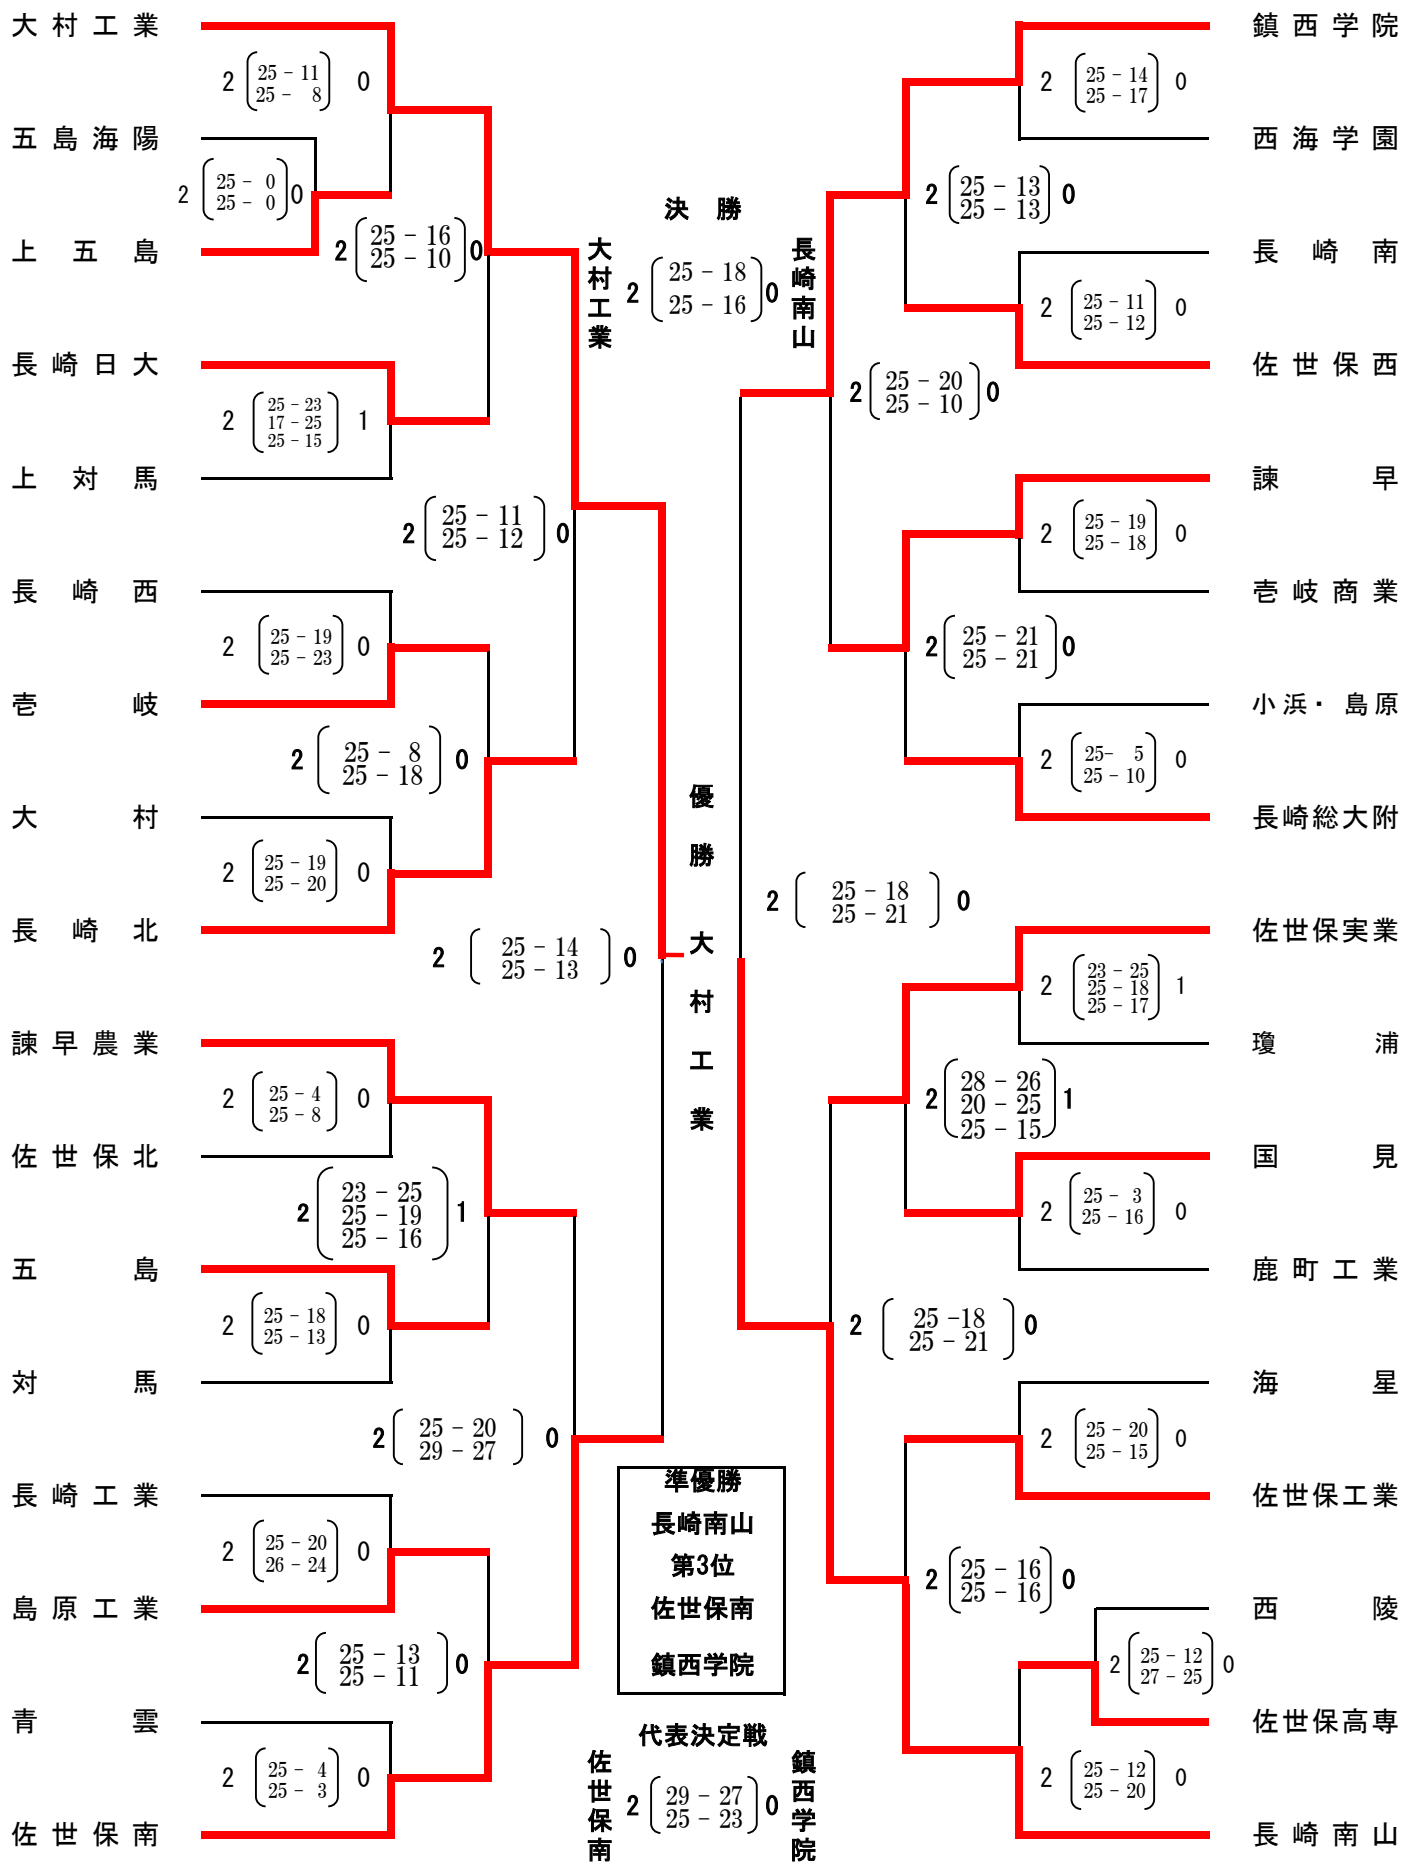 大村工業
2 25 - 11 0
25 - 8
五島海陽
2 25 - 0 0
25 - 0
上五島
2 25 - 16 0
25 - 10
長崎日大
2 25 - 23 1
17 - 25
25 - 15
上対馬
2 25 - 11 0
25 - 12
長崎西
2 25 - 19 0
25 - 23
壱岐
2 25 - 8 0
25 - 18
大村
2 25 - 19 0
25 - 20
長崎北
2 25 - 14 0
25 - 13
諫早農業
2 25 - 4 0
25 - 8
佐世保北
2 23 - 25 1
25 - 19
25 - 16
五島
2 25 - 18 0
25 - 13
対馬
2 25 - 20 0
29 - 27
長崎工業
2 25 - 20 0
26 - 24
島原工業
2 25 - 13 0
25 - 11
青雲
2 25 - 4 0
25 - 3
佐世保南
決勝
大村工業
2 25 - 18 0
25 - 16
長崎南山
優勝 大村工業
準優勝
長崎南山
第3位
佐世保南
鎮西学院
代表決定戦
佐世保南
2 29 - 27 0
25 - 23
鎮西学院
鎮西学院
2 25 - 14 0
25 - 17
西海学園
2 25 - 13 0
25 - 13
長崎南
2 25 - 11 0
25 - 12
佐世保西
2 25 - 20 0
25 - 10
諫早
2 25 - 19 0
25 - 18
壱岐商業
2 25 - 21 0
25 - 21
小浜・島原
2 25- 5 0
25 - 10
長崎総大附
2 25 - 18 0
25 - 21
佐世保実業
2 23 - 25 1
25 - 18
25 - 17
瓊浦
2 28 - 26 1
20 - 25
25 - 15
国見
2 25 - 3 0
25 - 16
鹿町工業
2 25 -18 0
25 - 21
海星
2 25 - 20 0
25 - 15
佐世保工業
2 25 - 16 0
25 - 16
西陵
2 25 - 12 0
27 - 25
佐世保高専
2 25 - 12 0
25 - 20
長崎南山